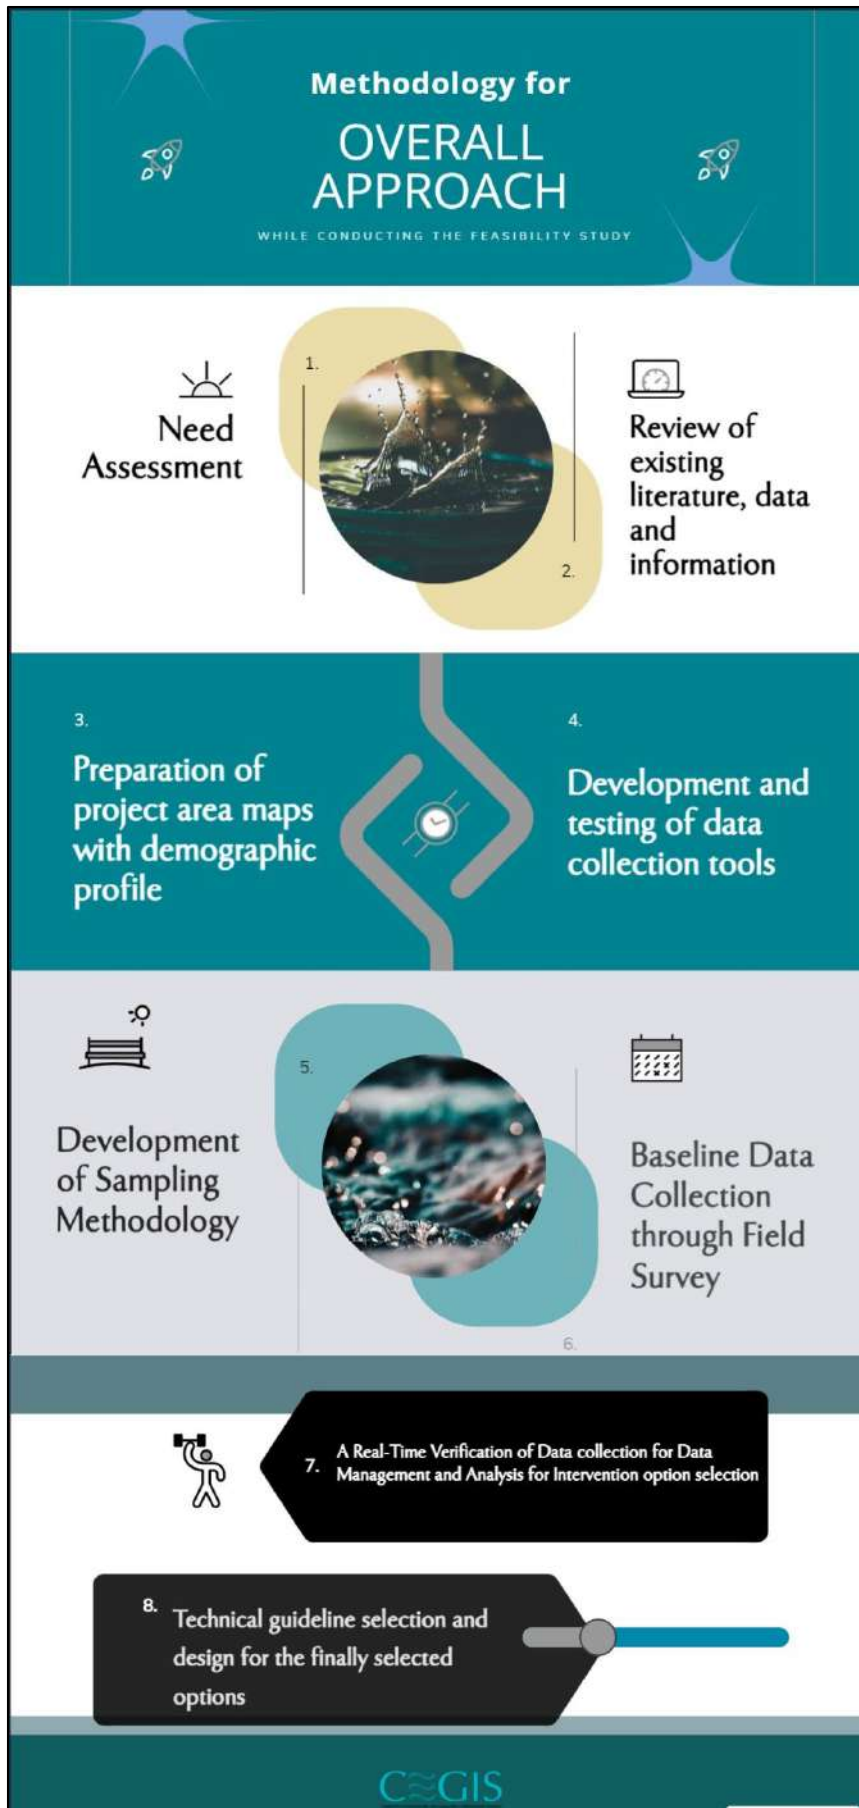 Methodology for
OVERALL
APPROACH
WHILE CONDUCTING THE FEASIBILITY STUDY
1.
Need
Assessment
2.
Review of
existing
literature, data
and
information
3.
Preparation of
project area maps
with demographic
profile
4.
Development and
testing of data
collection tools
5.
Development
of Sampling
Methodology
Baseline Data
Collection
through Field
Survey
6.
7. A Real-Time Verification of Data collection for Data
Management and Analysis for Intervention option selection
8. Technical guideline selection and
design for the finally selected
options
CEGIS